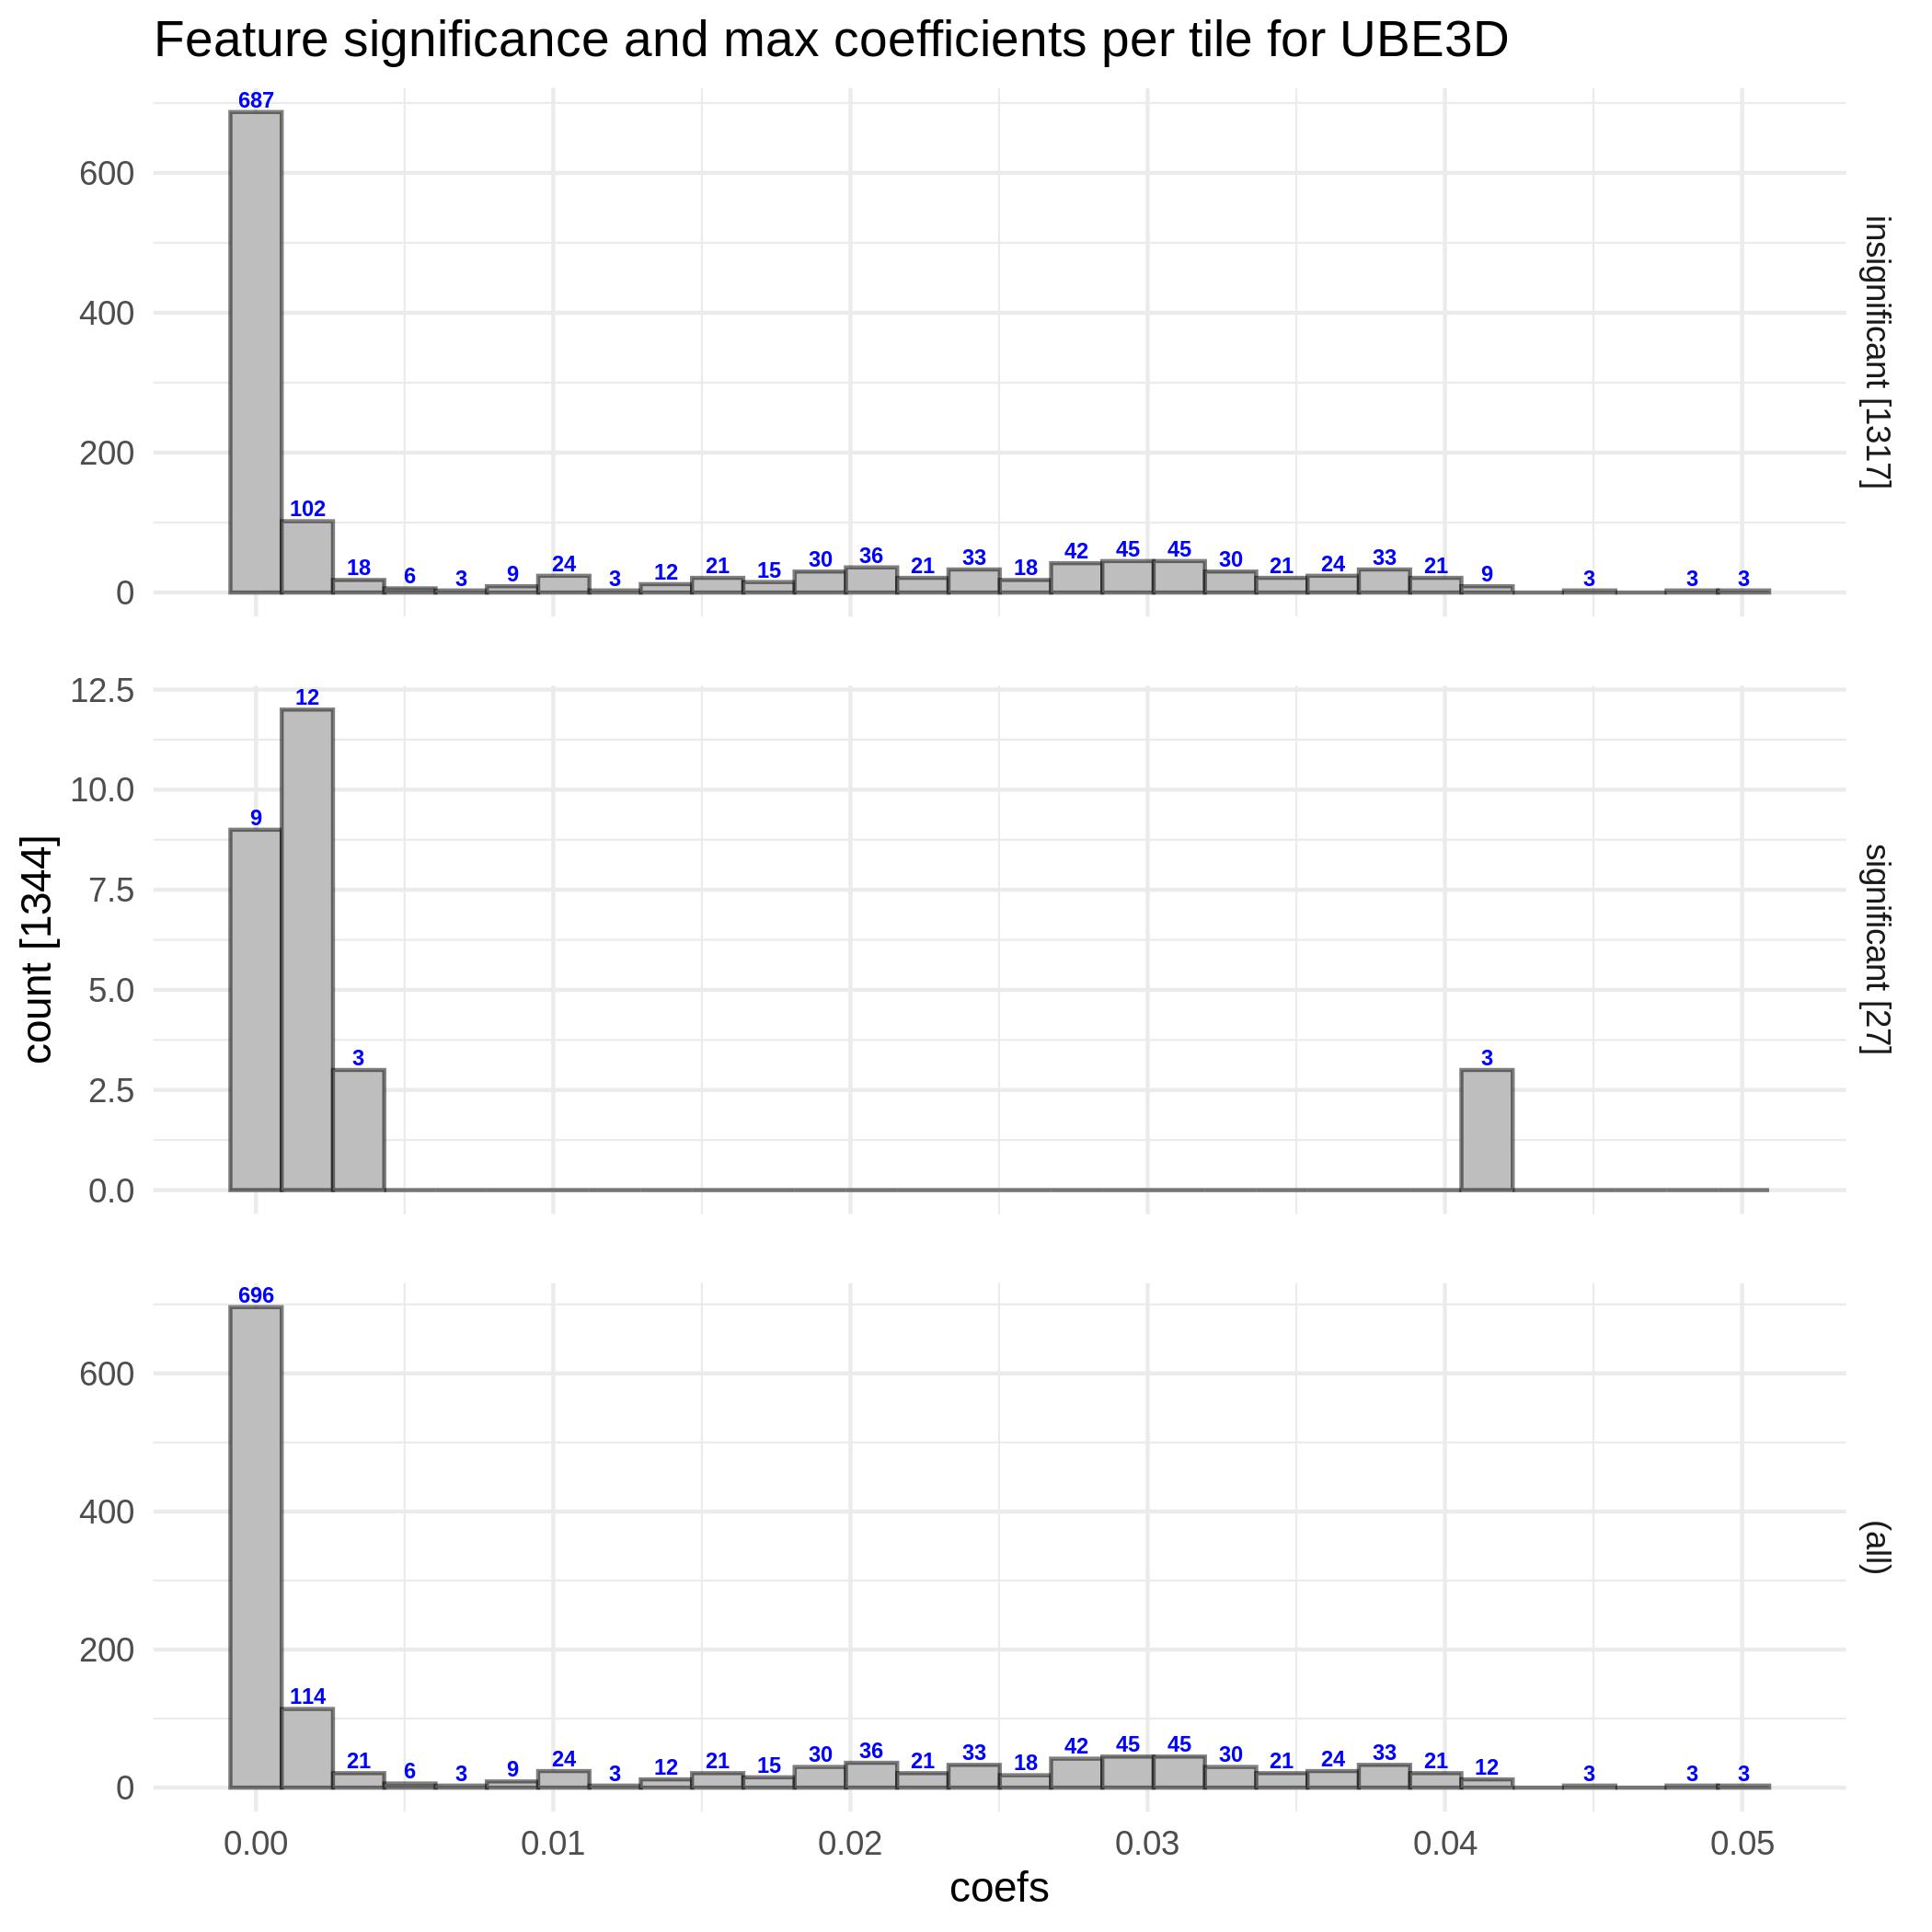 Feature significance and max coefficients per tile for UBE3D
687
600
400
200
0
102 18 6 3 9 24 3 12 21 15 30 36 21 33 18 42 45 45 30 21 24 33 21 9 3 3 3
insignificant [1317]
count [1344]
12.5
10.0
7.5
5.0
2.5
0.0
9 12 3 3
significant [27]
696
600
400
200
0
114 21 6 3 9 24 3 12 21 15 30 36 21 33 18 42 45 45 30 21 24 33 21 12 3 3 3
(all)
0.00 0.01 0.02 0.03 0.04 0.05
coefs